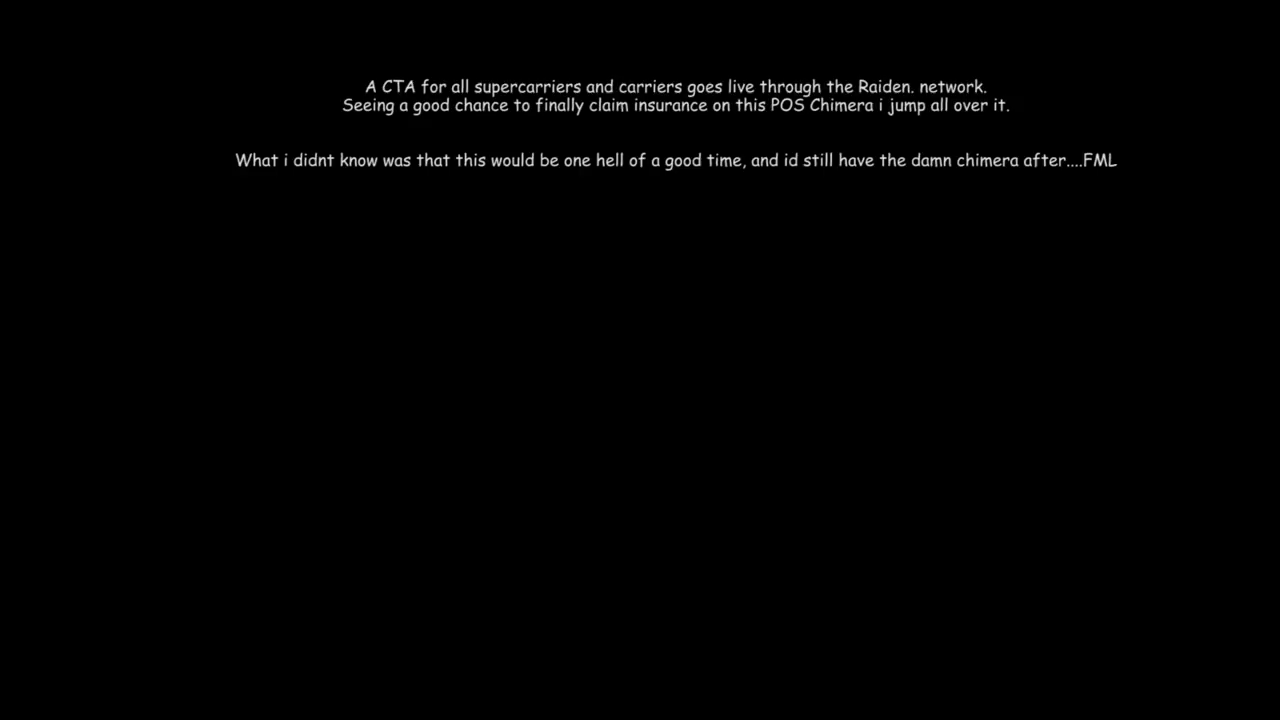 A CTA for all supercarriers and carriers goes live through the Raiden. network.
Seeing a good chance to finally claim insurance on this POS Chimera i jump all over it.
What i didnt know was that this would be one hell of a good time, and id still have the damn chimera after....FML